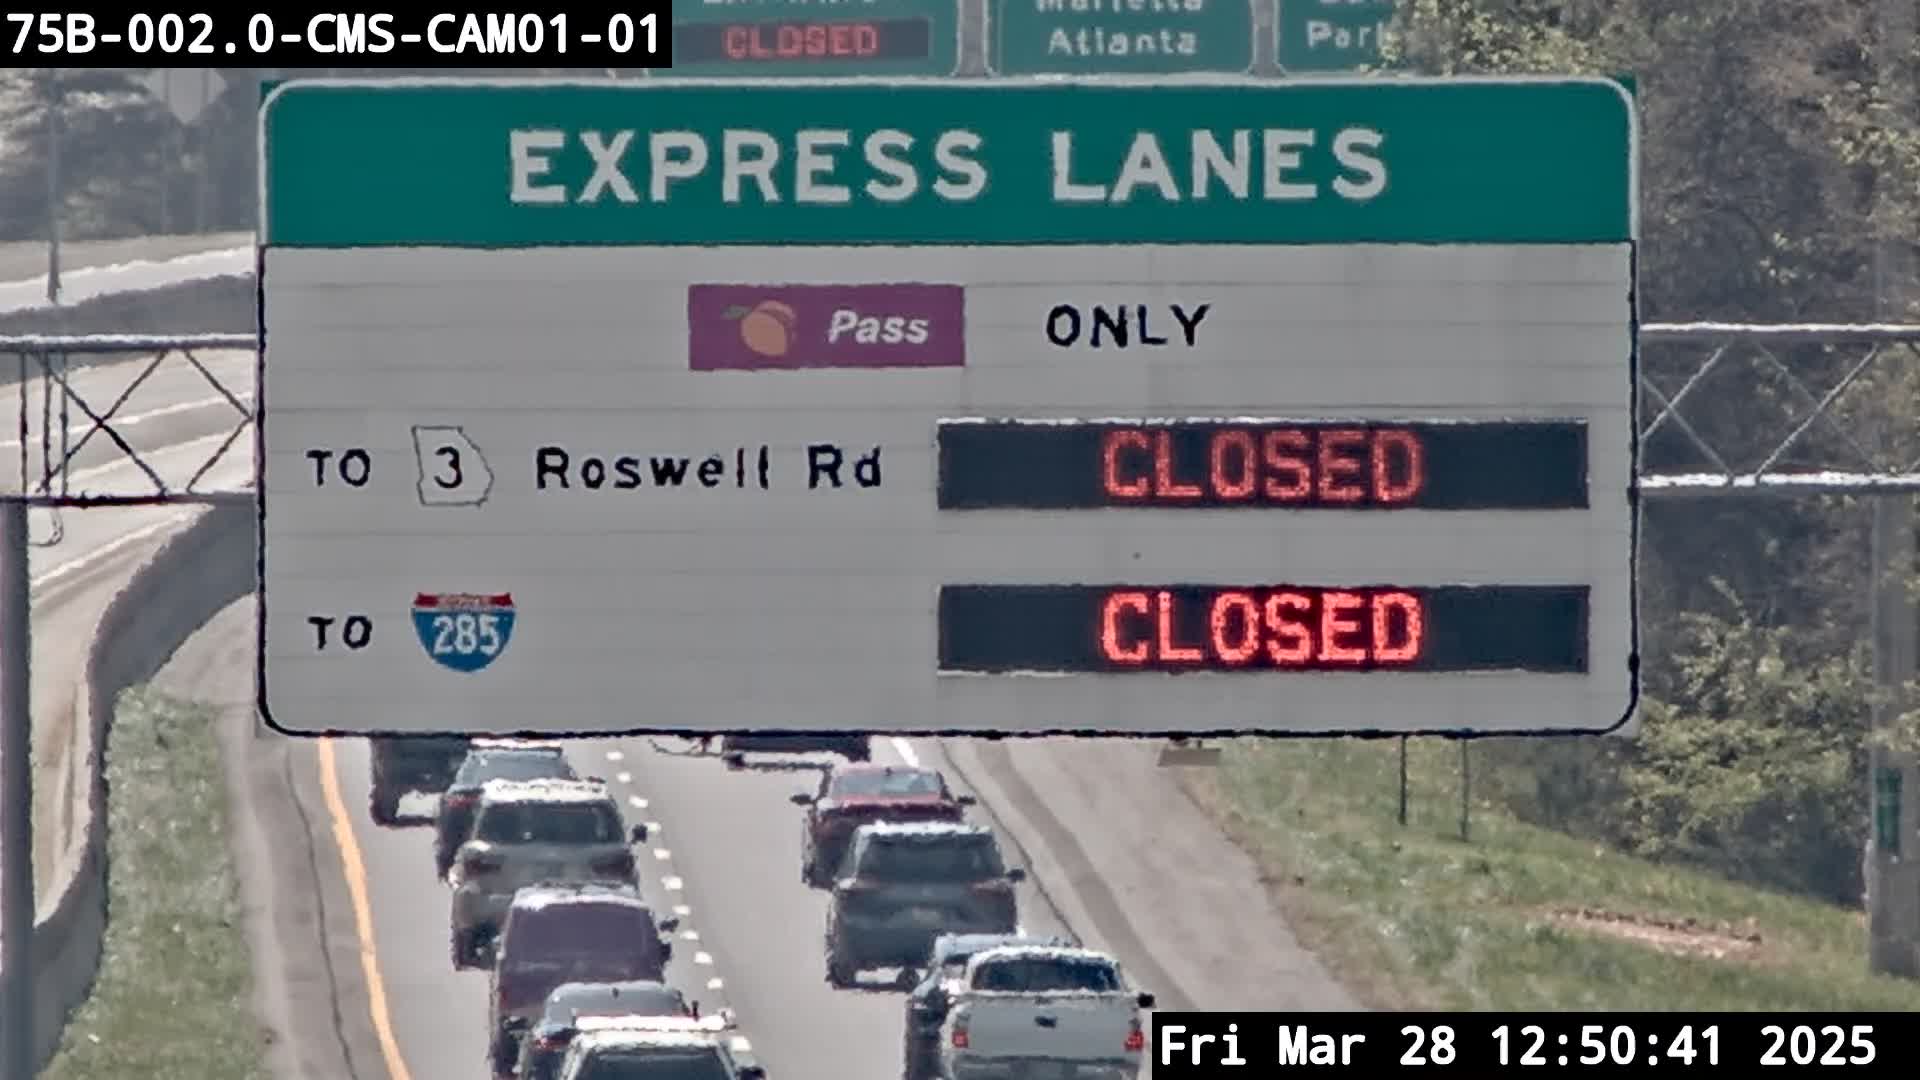 75B-002.0-CMS-CAM01-01
CLOSED
Marietta
Atlanta
EXPRESS LANES
Pass ONLY
TO 3 Roswell Rd CLOSED
TO 285 CLOSED
Fri Mar 28 12:50:41 2025